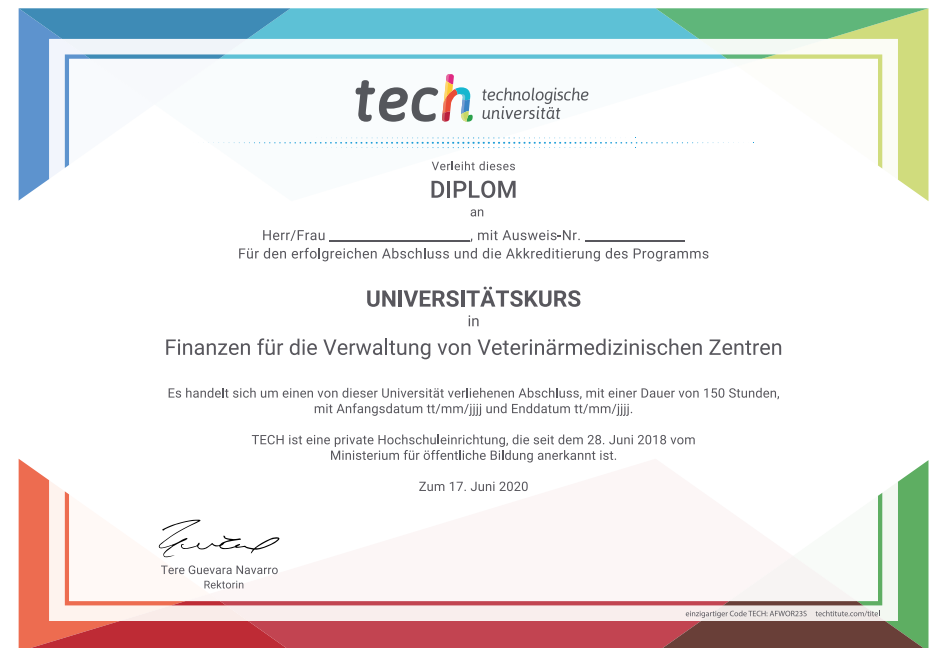 tech technologische
universität
Verleiht dieses
DIPLOM
an
Herr/Frau ____________, mit Ausweis-Nr. ____________
Für den erfolgreichen Abschluss und die Akkreditierung des Programms
UNIVERSITÄTSKURS
in
Finanzen für die Verwaltung von Veterinärmedizinischen Zentren
Es handelt sich um einen von dieser Universität verliehenen Abschluss, mit einer Dauer von 150 Stunden,
mit Anfangsdatum tt/mm/jjjj und Enddatum tt/mm/jjjj.
TECH ist eine private Hochschuleinrichtung, die seit dem 28. Juni 2018 vom
Ministerium für öffentliche Bildung anerkannt ist.
Zum 17. Juni 2020
Tere Guevara Navarro
Rektorin
einzigartiger Code TECH: AFWOR23S techtitute.com/titel